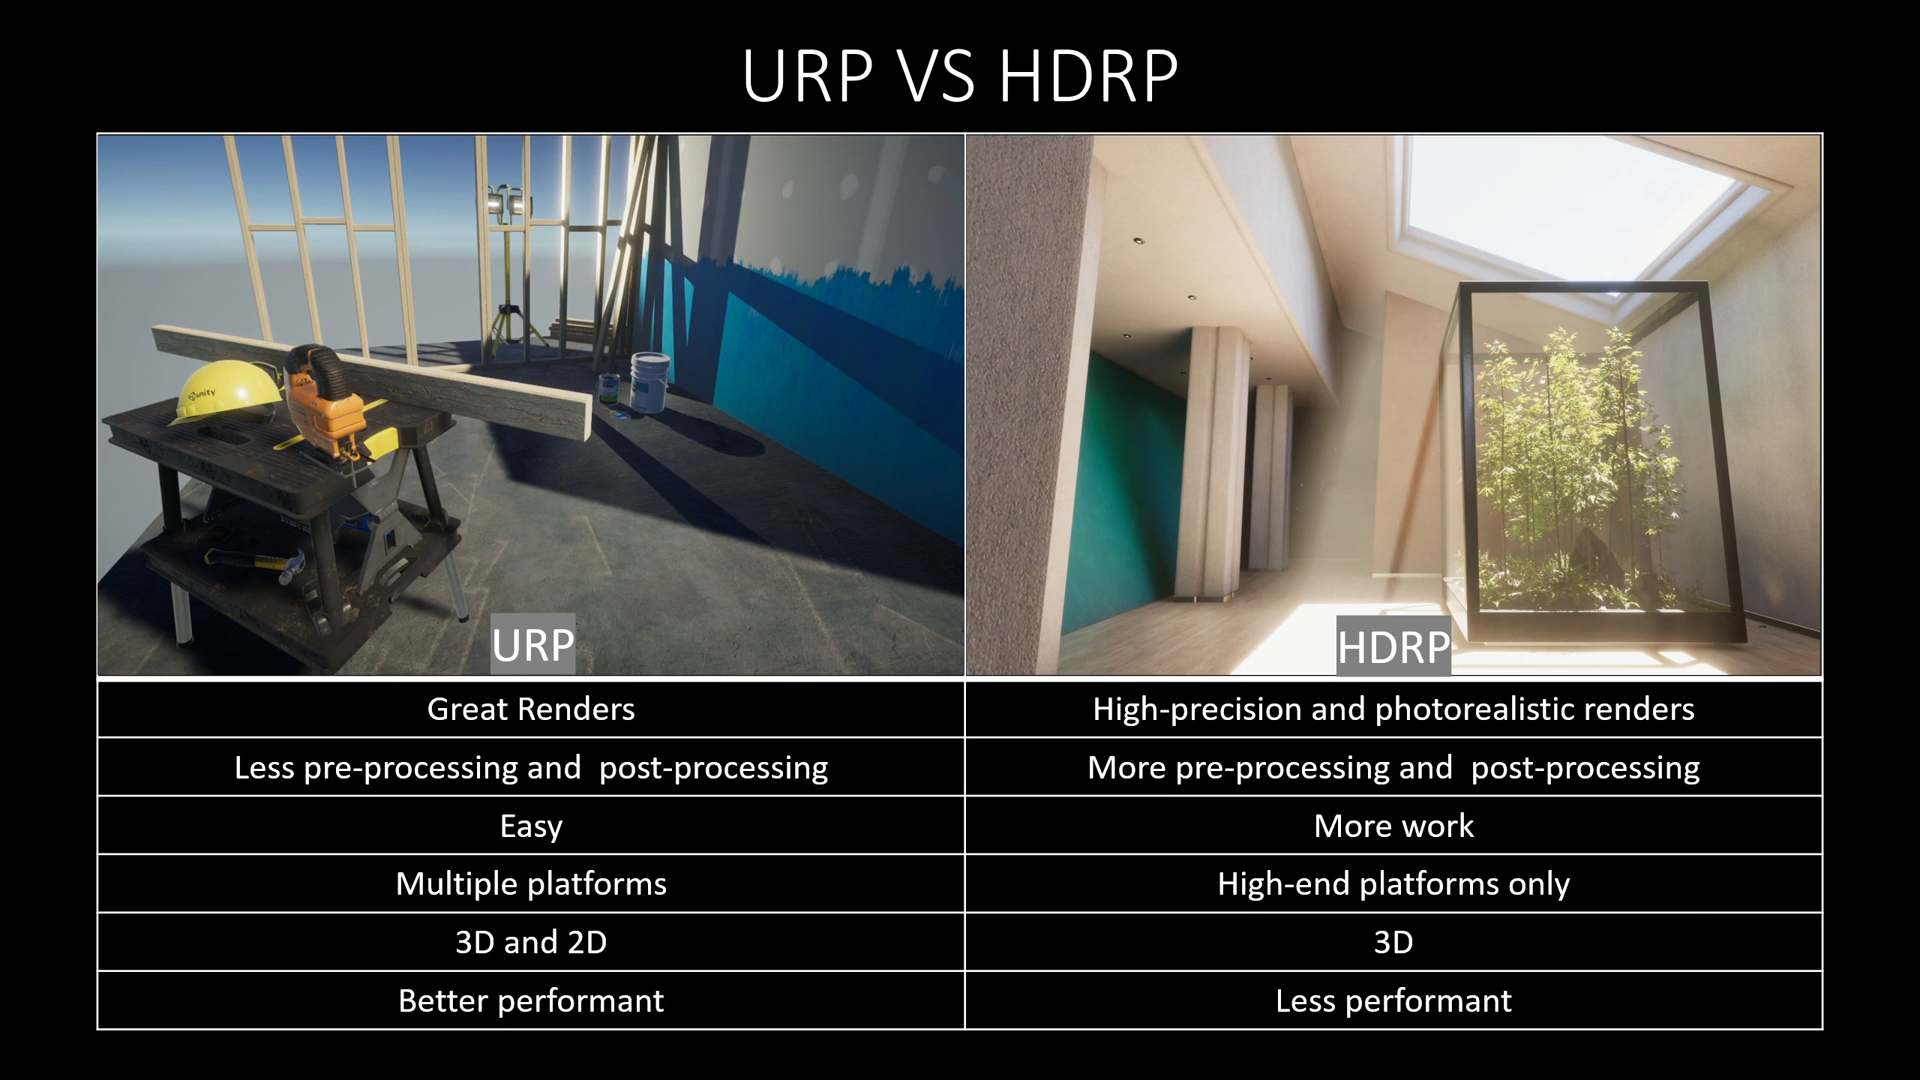 URP VS HDRP
unity
URP
HDRP
Great Renders
High-precision and photorealistic renders
Less pre-processing and  post-processing
More pre-processing and  post-processing
Easy
More work
Multiple platforms
High-end platforms only
3D and 2D
3D
Better performant
Less performant